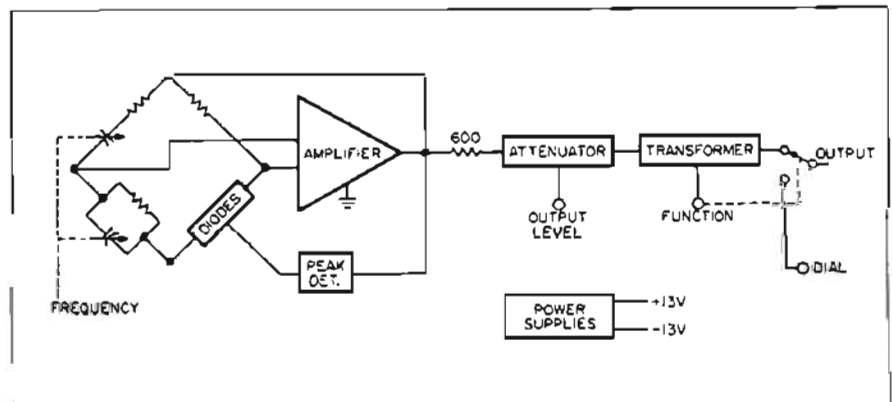 AMPLIFIER
600
ATTENUATOR
TRANSFORMER
OUTPUT
DIODES
OUTPUT
LEVEL
FUNCTION
PEAK
DET.
DIAL
FREQUENCY
POWER
SUPPLIES
+13V
-13V